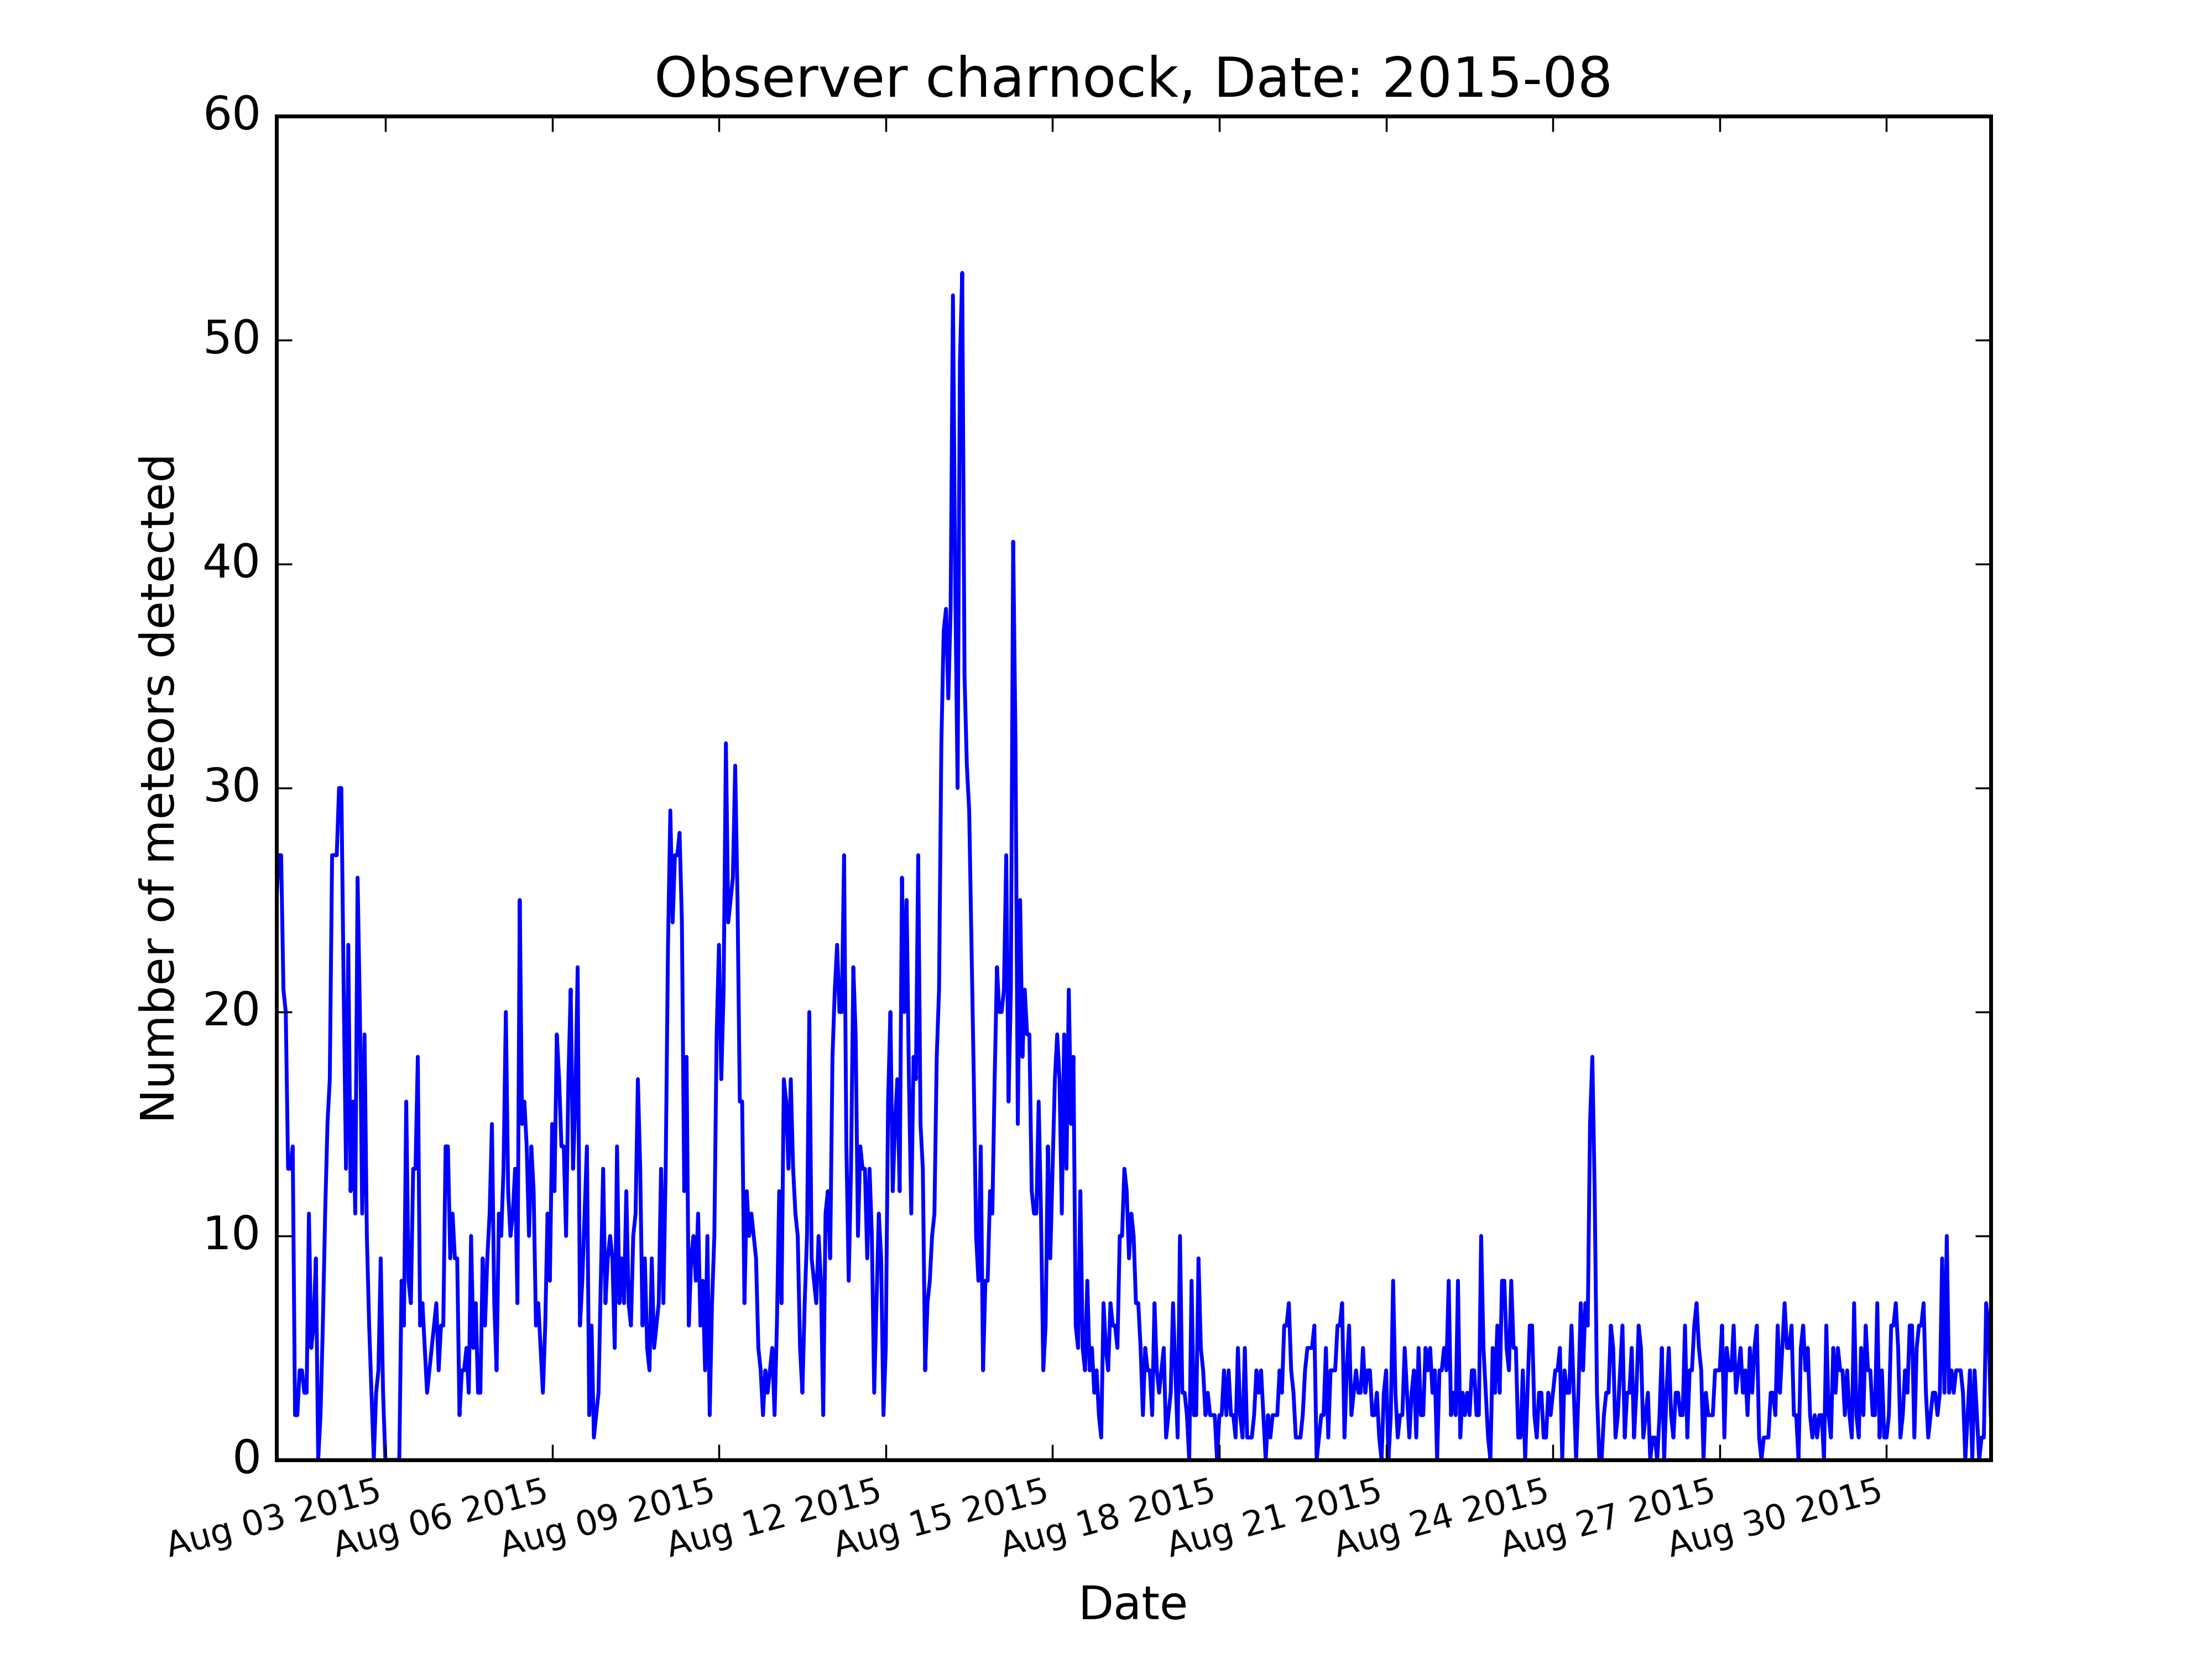 Observer charnock, Date: 2015-08
Number of meteors detected
60
50
40
30
20
10
0
Aug 03 2015
Aug 06 2015
Aug 09 2015
Aug 12 2015
Aug 15 2015
Aug 18 2015
Aug 21 2015
Aug 24 2015
Aug 27 2015
Aug 30 2015
Date